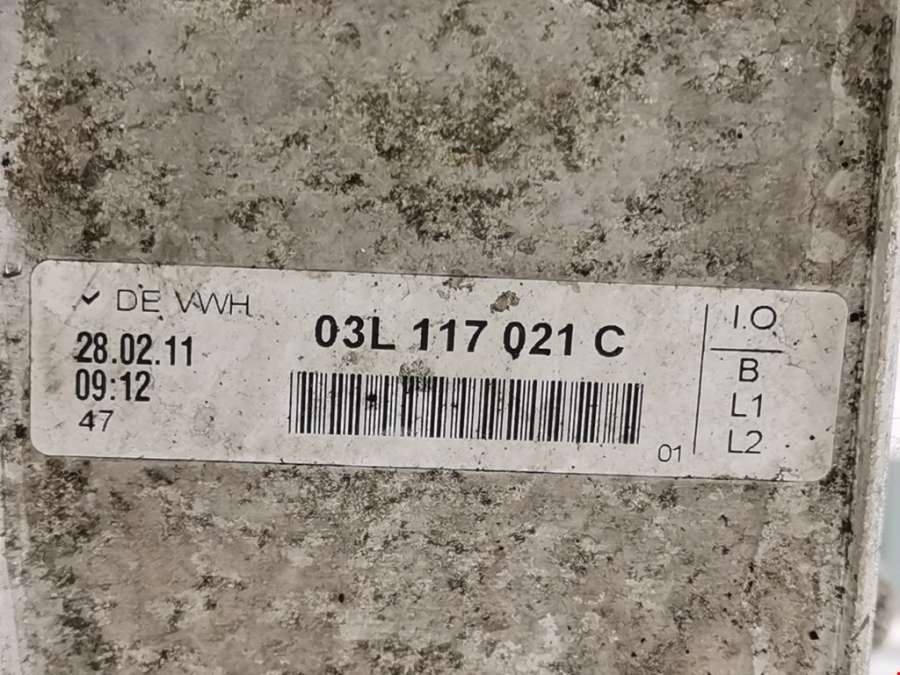 DE VWH
28.02.11
09:12
47
03L 117 021 C
01
I.O
B
L1
L2